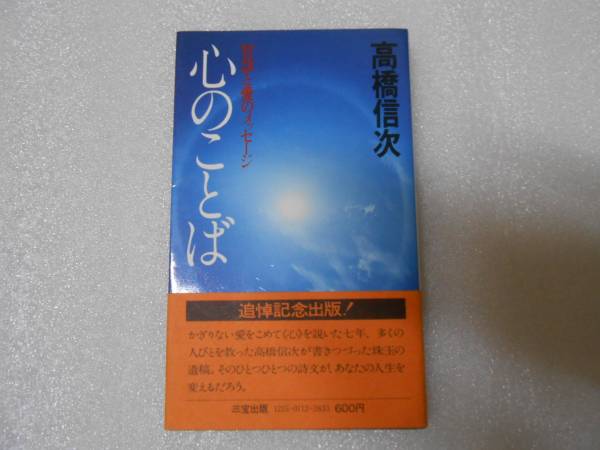 高橋信次
智慧と愛のメッセージ
心のことば
追悼記念出版!
かざりない愛をこめて〈心〉を説いた七年、多くの
人びとを救った高橋信次が書きつづった珠玉の
遺稿。そのひとつひとつの詩文が、あなたの人生を
変えるだろう。
三宝出版 600円